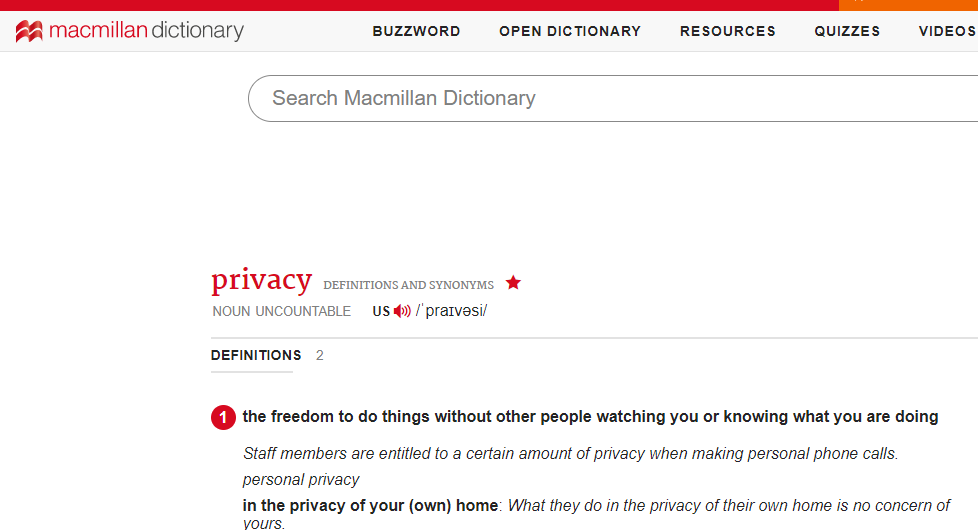 macmillan dictionary
BUZZWORD OPEN DICTIONARY RESOURCES QUIZZES VIDEOS
Search Macmillan Dictionary
privacy DEFINITIONS AND SYNONYMS ★
NOUN UNCOUNTABLE US /ˈpraɪvəsi/
DEFINITIONS 2
1 the freedom to do things without other people watching you or knowing what you are doing
Staff members are entitled to a certain amount of privacy when making personal phone calls.
personal privacy
in the privacy of your (own) home: What they do in the privacy of their own home is no concern of
yours.